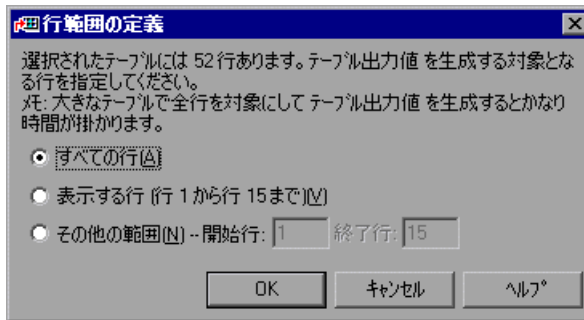 行範囲の定義
選択されたテーブルには 52行あります。テーブル出力値 を生成する対象とな
る行を指定してください。
メモ: 大きなテーブルで全行を対象にして テーブル出力値 を生成するとかなり
時間が掛かります。
すべての行(A)
表示する行 (行 1 から行 15まで)(V)
その他の範囲(N) -- 開始行: 1 終了行: 15
OK キャンセル ヘルプ